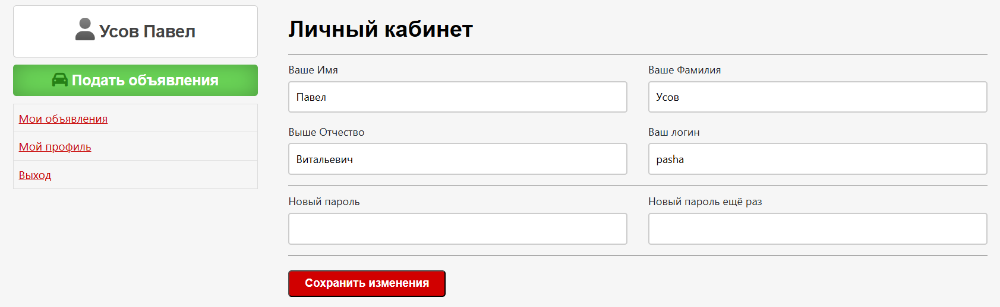 Усов Павел
Подать объявления
Мои объявления
Мой профиль
Выход
Личный кабинет
Ваше Имя
Ваше Фамилия
Павел
Усов
Выше Отчество
Ваш логин
Витальевич
pasha
Новый пароль
Новый пароль ещё раз
Сохранить изменения